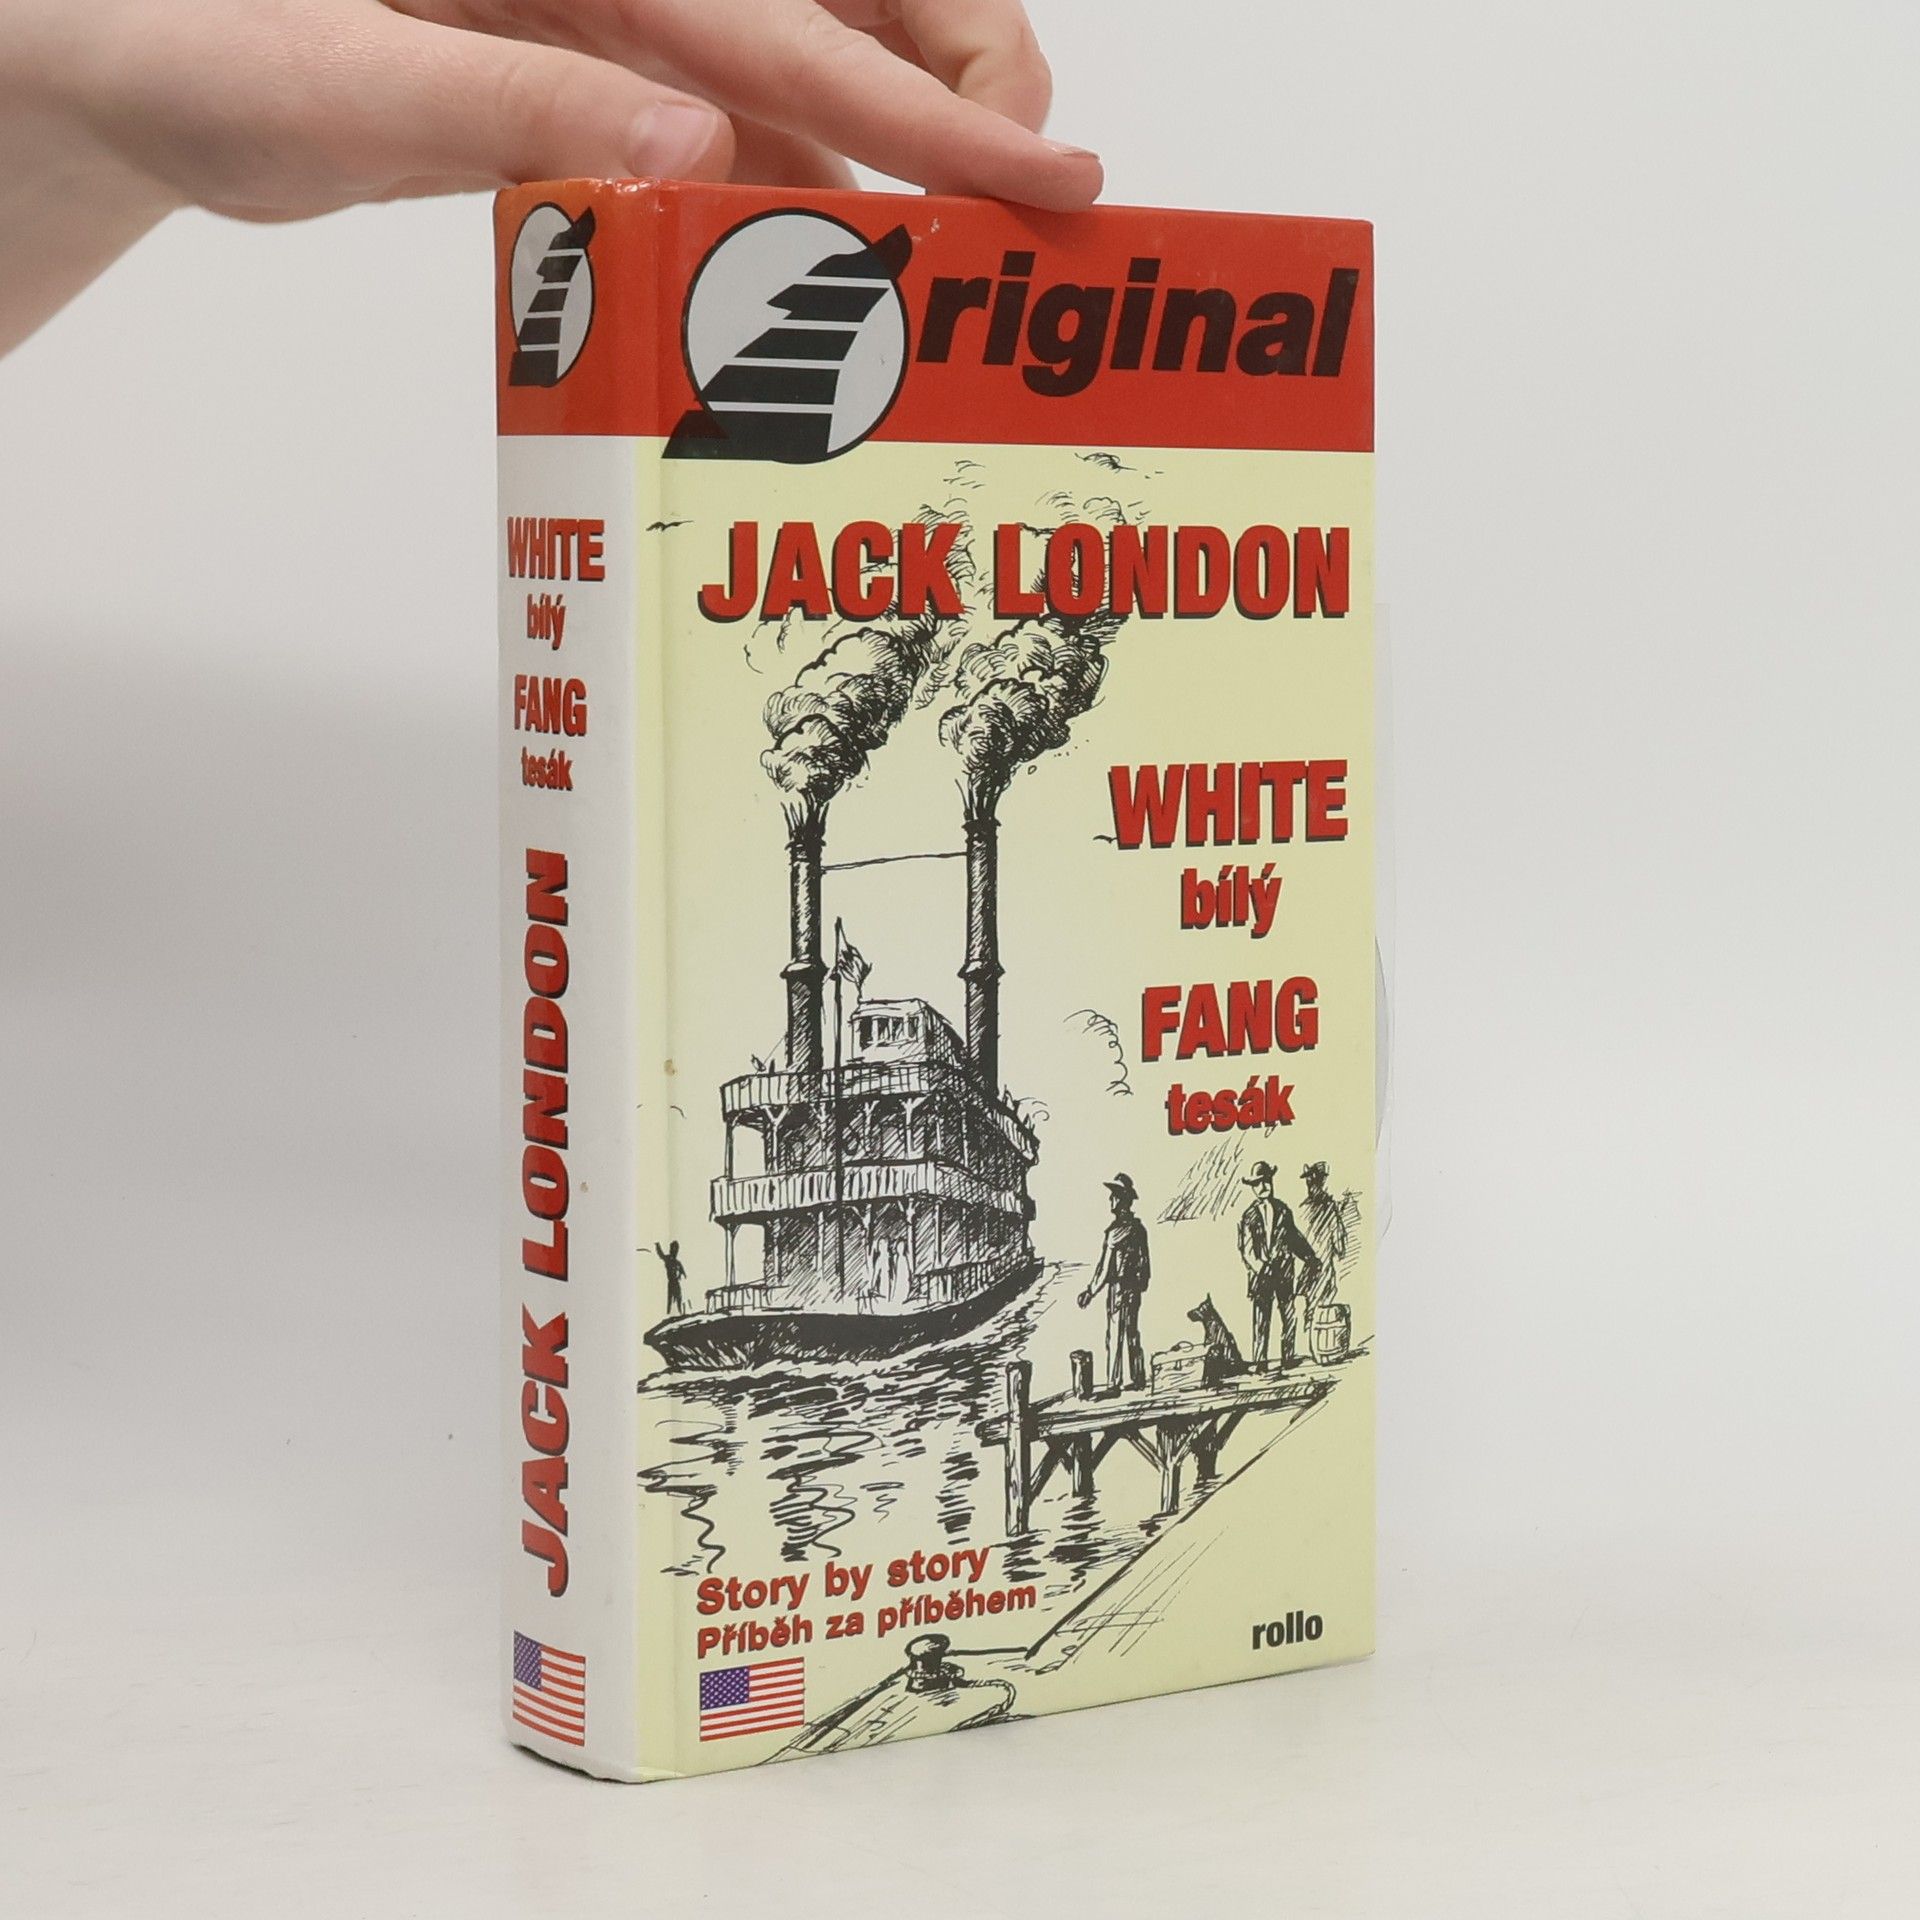 WHITE
bílý
FANG
tesák
JACK LONDON
Original
JACK LONDON
WHITE
bílý
FANG
tesák
Story by story
Příběh za příběhem
rollo